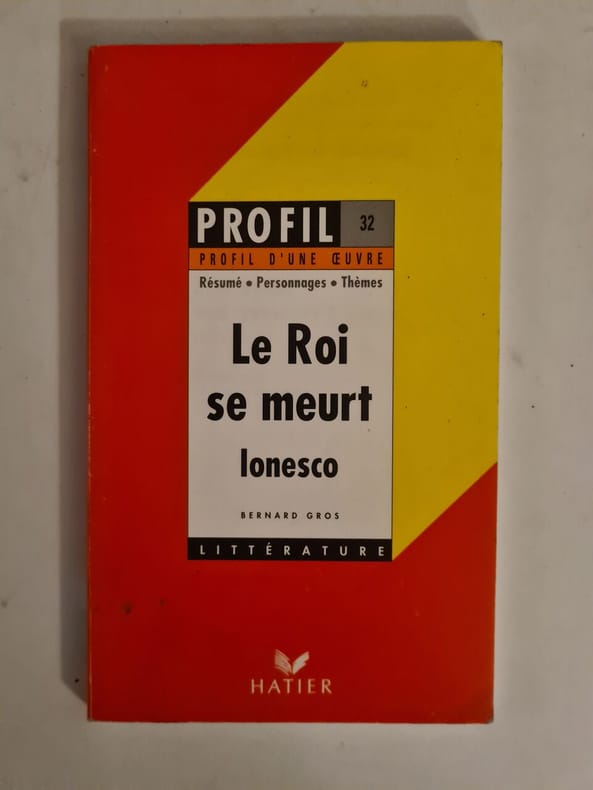 PROFIL 32
PROFIL D'UNE ŒUVRE
Résumé • Personnages • Thèmes
Le Roi
se meurt
Ionesco
BERNARD GROS
LITTÉRATURE
HATIER